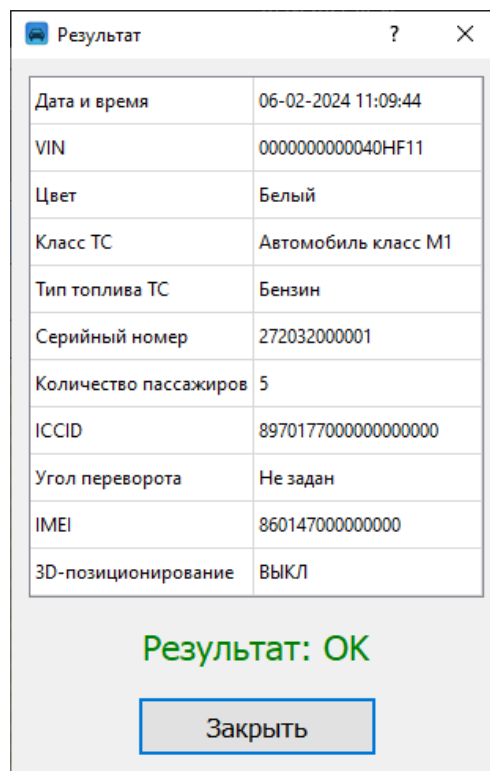 Результат ?
Дата и время 06-02-2024 11:09:44
VIN 0000000000040HF11
Цвет Белый
Класс ТС Автомобиль класс M1
Тип топлива ТС Бензин
Серийный номер 272032000001
Количество пассажиров 5
ICCID 8970177000000000000
Угол переворота Не задан
IMEI 860147000000000
3D-позиционирование ВЫКЛ
Результат: OK
Закрыть